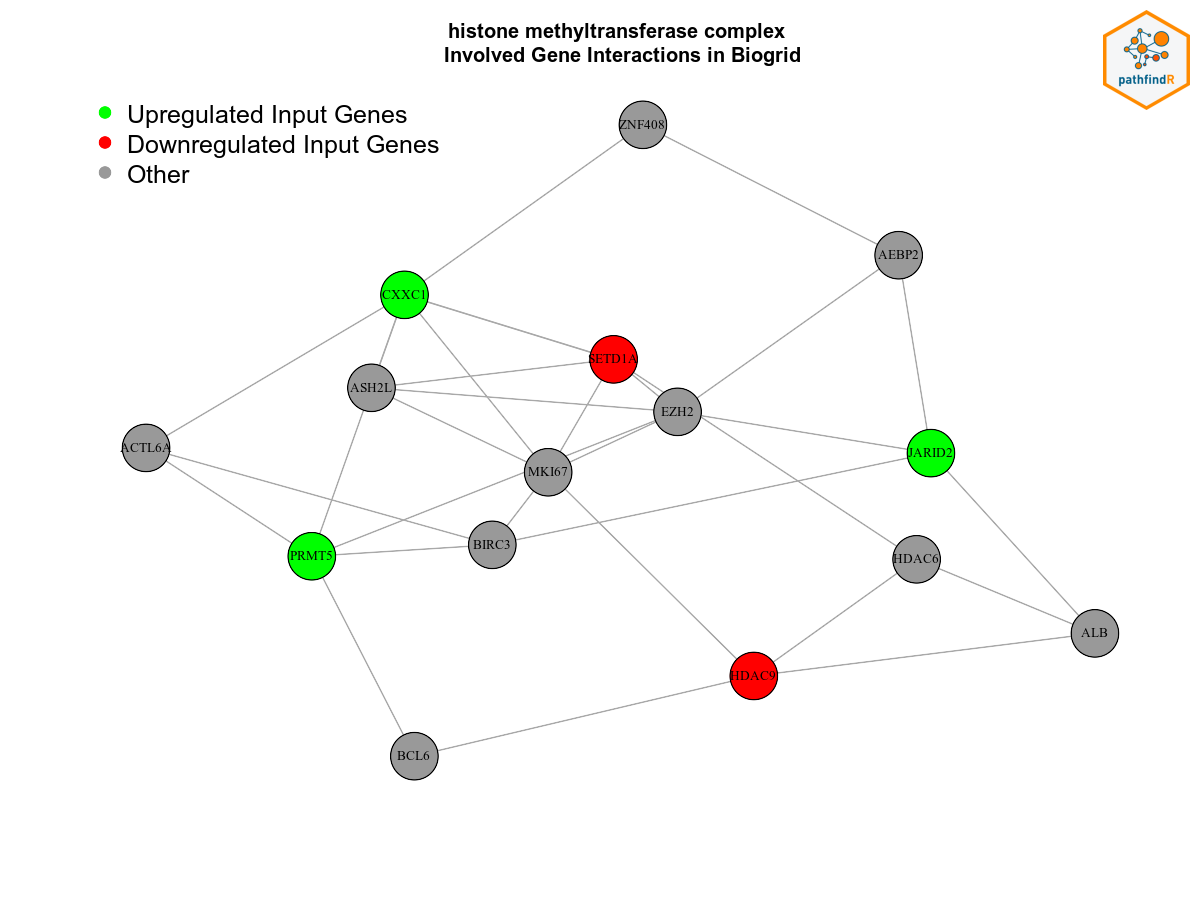 histone methyltransferase complex
Involved Gene Interactions in Biogrid
pathfindR
Upregulated Input Genes
Downregulated Input Genes
Other
ZNF408
AEBP2
CXXC1
SETD1A
ASH2L
EZH2
ACTL6A
JARID2
MKI67
BIRC3
PRMT5
HDAC6
ALB
HDAC9
BCL6